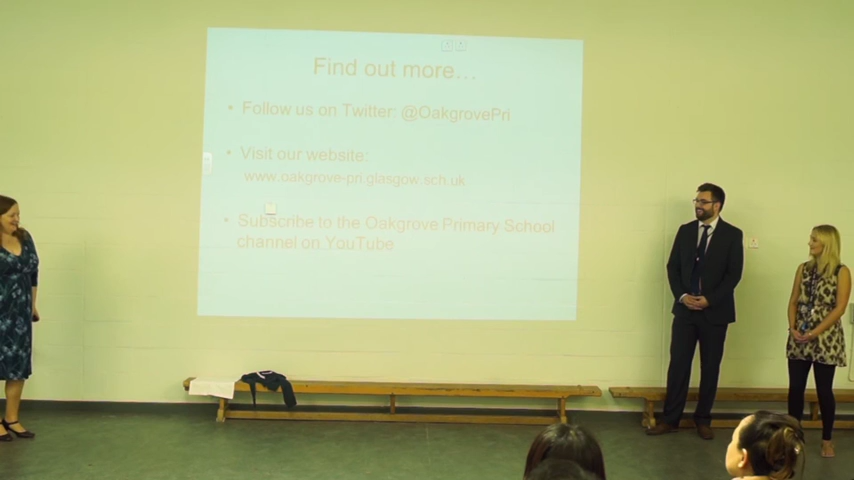 Find out more...
• Follow us on Twitter: @OakgrovePri
• Visit our website:
www.oakgrove-pri.glasgow.sch.uk
• Subscribe to the Oakgrove Primary School
channel on YouTube